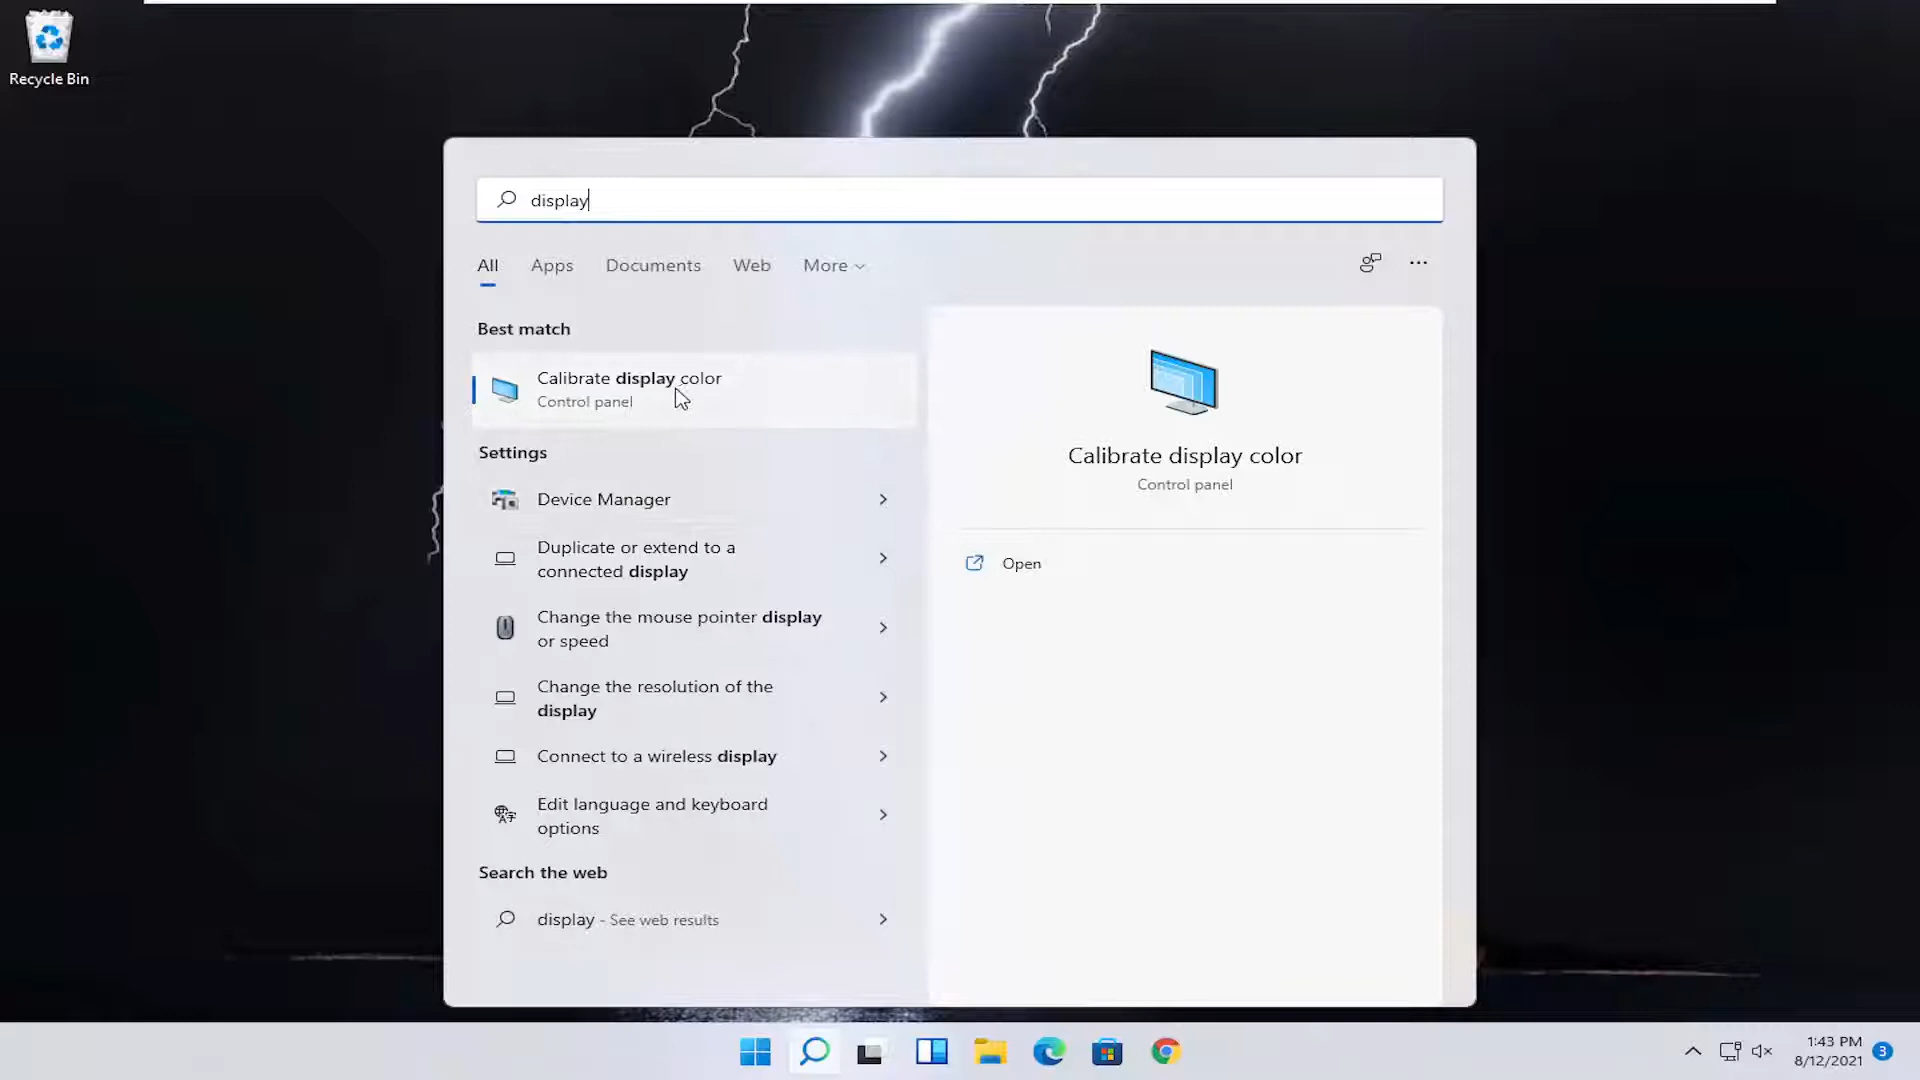 Recycle Bin
display
All Apps Documents Web More
Best match
Calibrate display color
Control panel
Settings
Device Manager
Duplicate or extend to a
connected display
Change the mouse pointer display
or speed
Change the resolution of the
display
Connect to a wireless display
Edit language and keyboard
options
Search the web
display - See web results
Calibrate display color
Control panel
Open
1:43 PM
8/12/2021
3